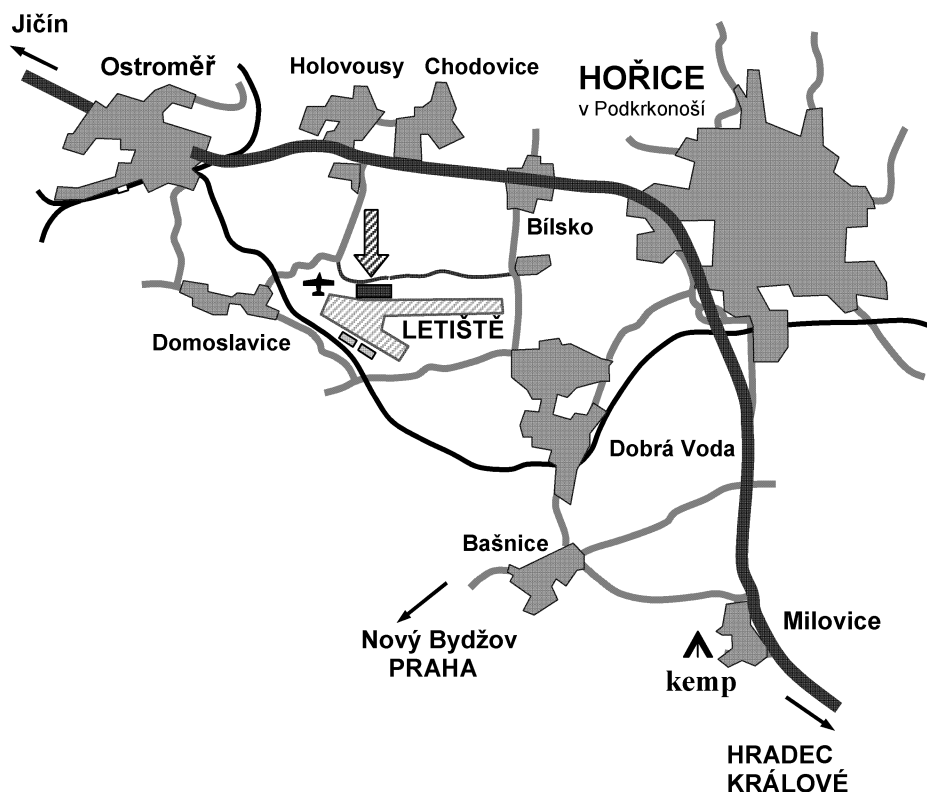 Jičín
Ostroměř
Holovousy
Chodovice
HOŘICE
v Podkrkonoší
Bílsko
LETIŠTĚ
Domoslavice
Dobrá Voda
Bašnice
Nový Bydžov
PRAHA
Milovice
kemp
HRADEC
KRÁLOVÉ